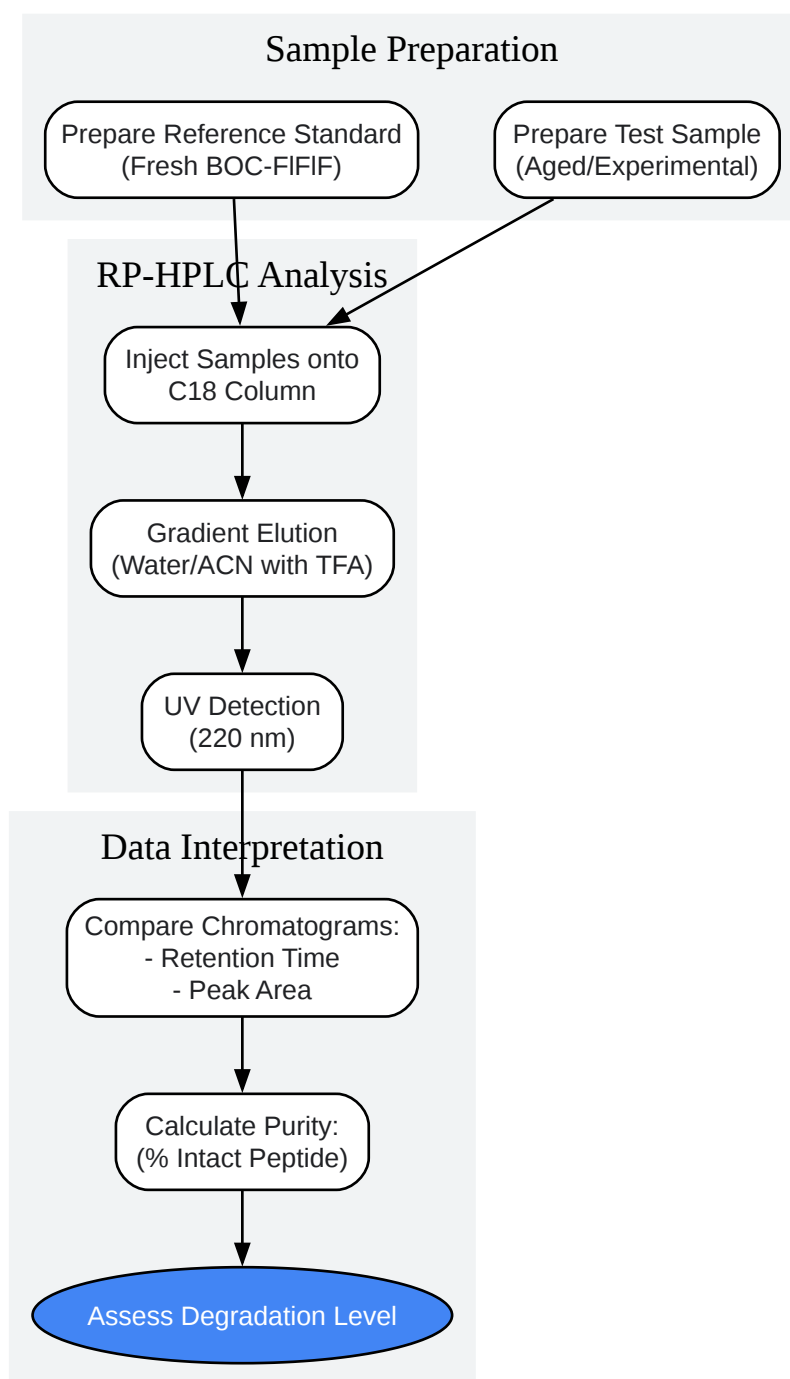 Sample Preparation
Prepare Reference Standard
(Fresh BOC-FlFlF)
Prepare Test Sample
(Aged/Experimental)
RP-HPLC Analysis
Inject Samples onto
C18 Column
Gradient Elution
(Water/ACN with TFA)
UV Detection
(220 nm)
Data Interpretation
Compare Chromatograms:
- Retention Time
- Peak Area
Calculate Purity:
(% Intact Peptide)
Assess Degradation Level